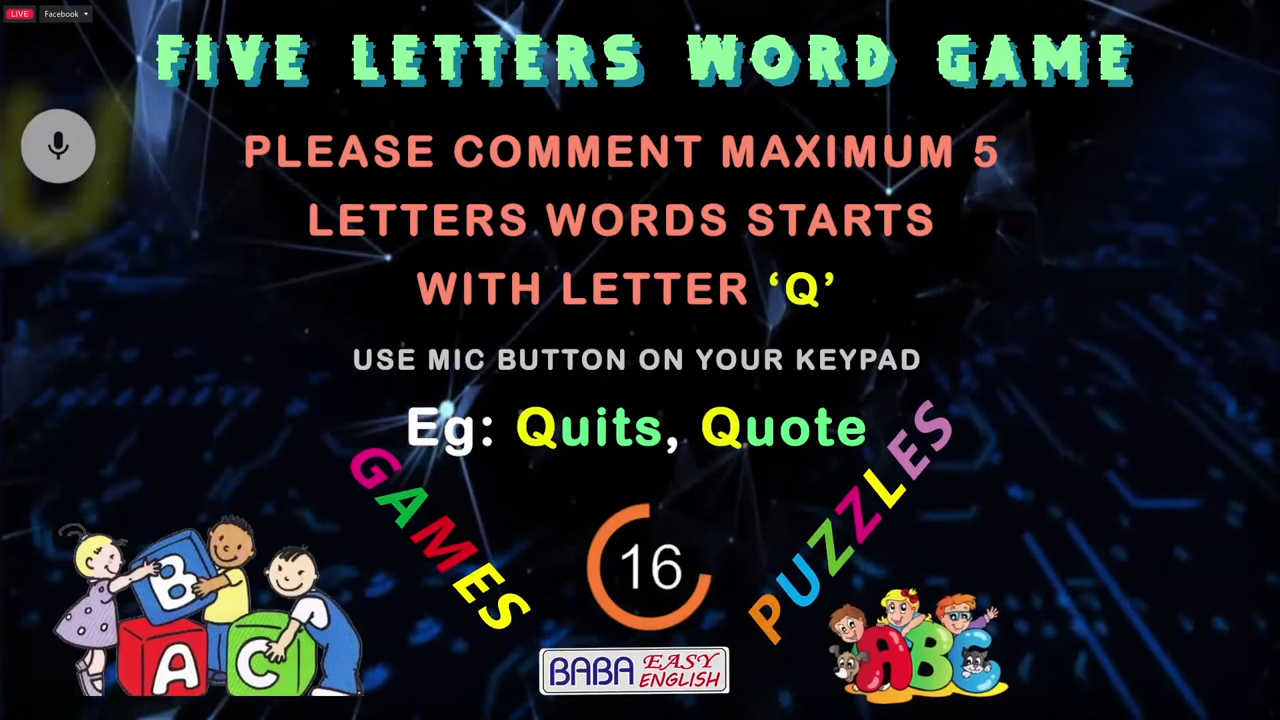 LIVE Facebook
FIVE LETTERS WORD GAME
PLEASE COMMENT MAXIMUM 5
LETTERS WORDS STARTS
WITH LETTER ‘Q’
USE MIC BUTTON ON YOUR KEYPAD
Eg: Quits, Quote
GAMES
16
PUZZLES
B
A C
ABC
BABA EASY
ENGLISH